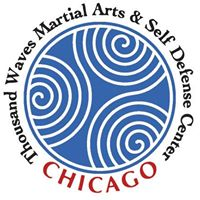 Thousand Waves Martial Arts & Self Defense Center
CHICAGO